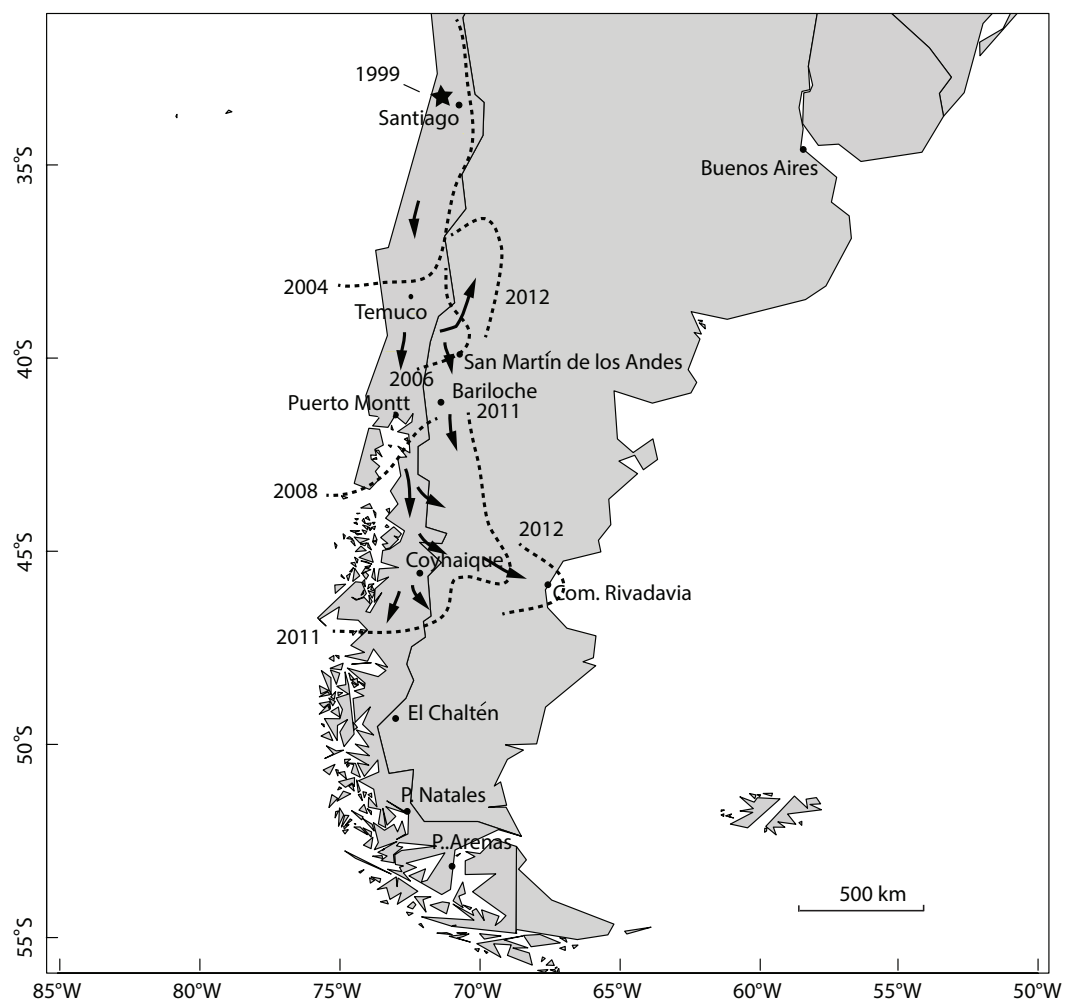 1999
Santiago
35°S
Buenos Aires
2004
2012
Temuco
40°S
San Martín de los Andes
2006
Bariloche
Puerto Montt
2011
2008
2012
45°S
Coyhaique
Com. Rivadavia
2011
El Chaltén
50°S
P. Natales
P. Arenas
500 km
55°S
85°W
80°W
75°W
70°W
65°W
60°W
55°W
50°W